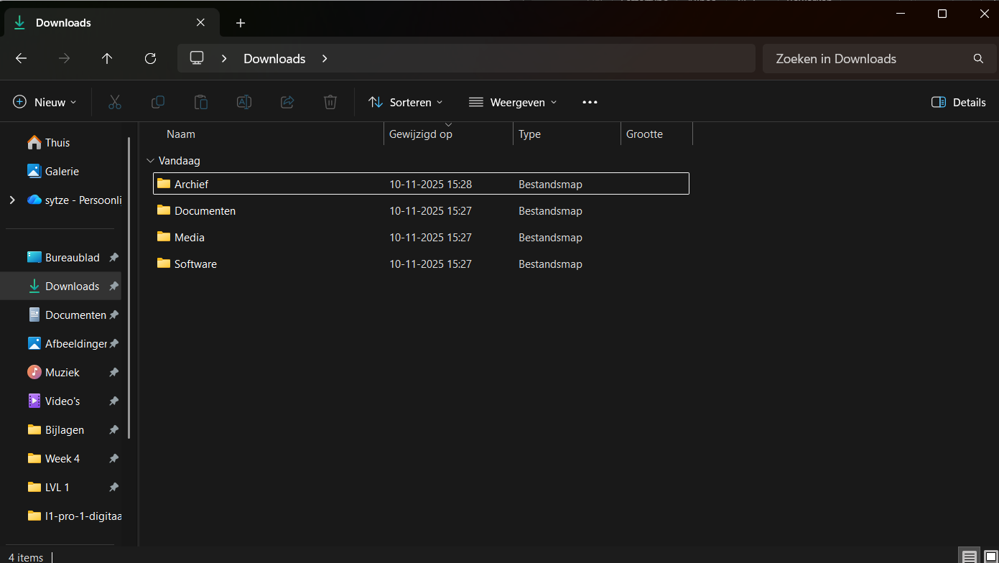 Downloads
Downloads
Zoeken in Downloads
Nieuw
Sorteren
Weergeven
Details
Thuis
Galerie
sytze - Persoonli
Bureaublad
Downloads
Documenten
Afbeeldingen
Muziek
Video's
Bijlagen
Week 4
LVL 1
l1-pro-1-digitaa
Naam Gewijzigd op Type Grootte
Vandaag
Archief 10-11-2025 15:28 Bestandsmap
Documenten 10-11-2025 15:27 Bestandsmap
Media 10-11-2025 15:27 Bestandsmap
Software 10-11-2025 15:27 Bestandsmap
4 items